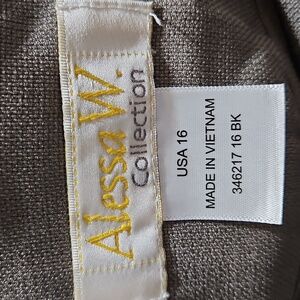 Alessa W.
Collection
USA 16
MADE IN VIETNAM
346217 16 BK